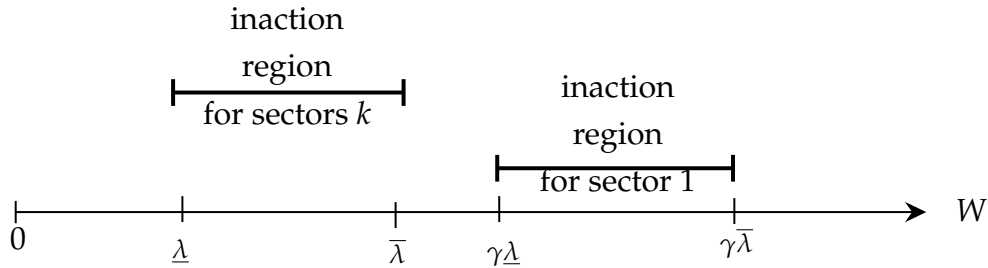 inaction
region
for sectors k
inaction
region
for sector 1
W
0
λ̲
λ̅
γλ̲
γλ̅